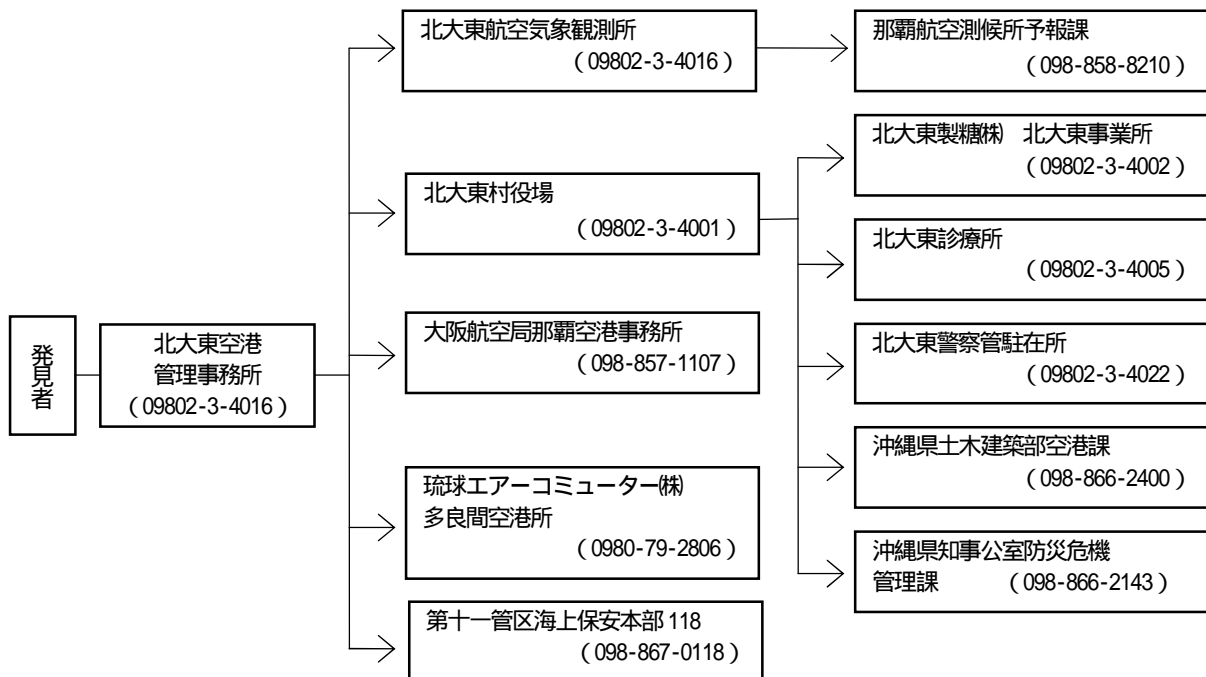 発見者
北大東空港
管理事務所
(09802-3-4016)
北大東航空気象観測所
(09802-3-4016)
北大東村役場
(09802-3-4001)
大阪航空局那覇空港事務所
(098-857-1107)
琉球エアーコミューター㈱
多良間空港所
(0980-79-2806)
第十一管区海上保安本部 118
(098-867-0118)
那覇航空測候所予報課
(098-858-8210)
北大東製糖㈱　北大東事業所
(09802-3-4002)
北大東診療所
(09802-3-4005)
北大東警察管駐在所
(09802-3-4022)
沖縄県土木建築部空港課
(098-866-2400)
沖縄県知事公室防災危機
管理課　(098-866-2143)